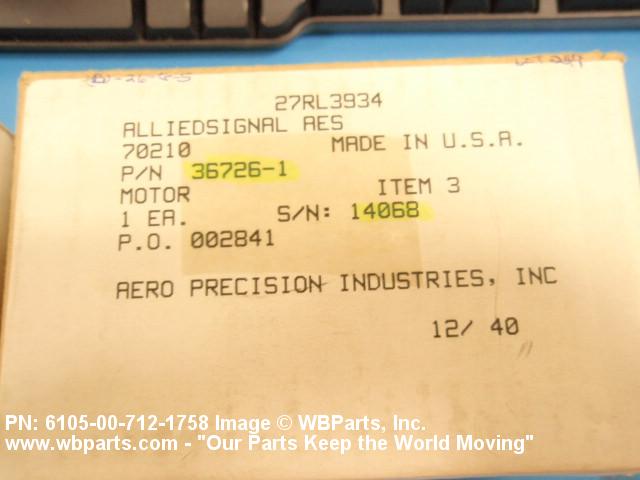 27RL3934
ALLIEDSIGNAL AES
70210 MADE IN U.S.A.
P/N 36726-1
MOTOR ITEM 3
1 EA. S/N: 14068
P.O. 002841
AERO PRECISION INDUSTRIES, INC
12/ 40
PN: 6105-00-712-1758 Image © WBParts, Inc.
www.wbparts.com - "Our Parts Keep the World Moving"